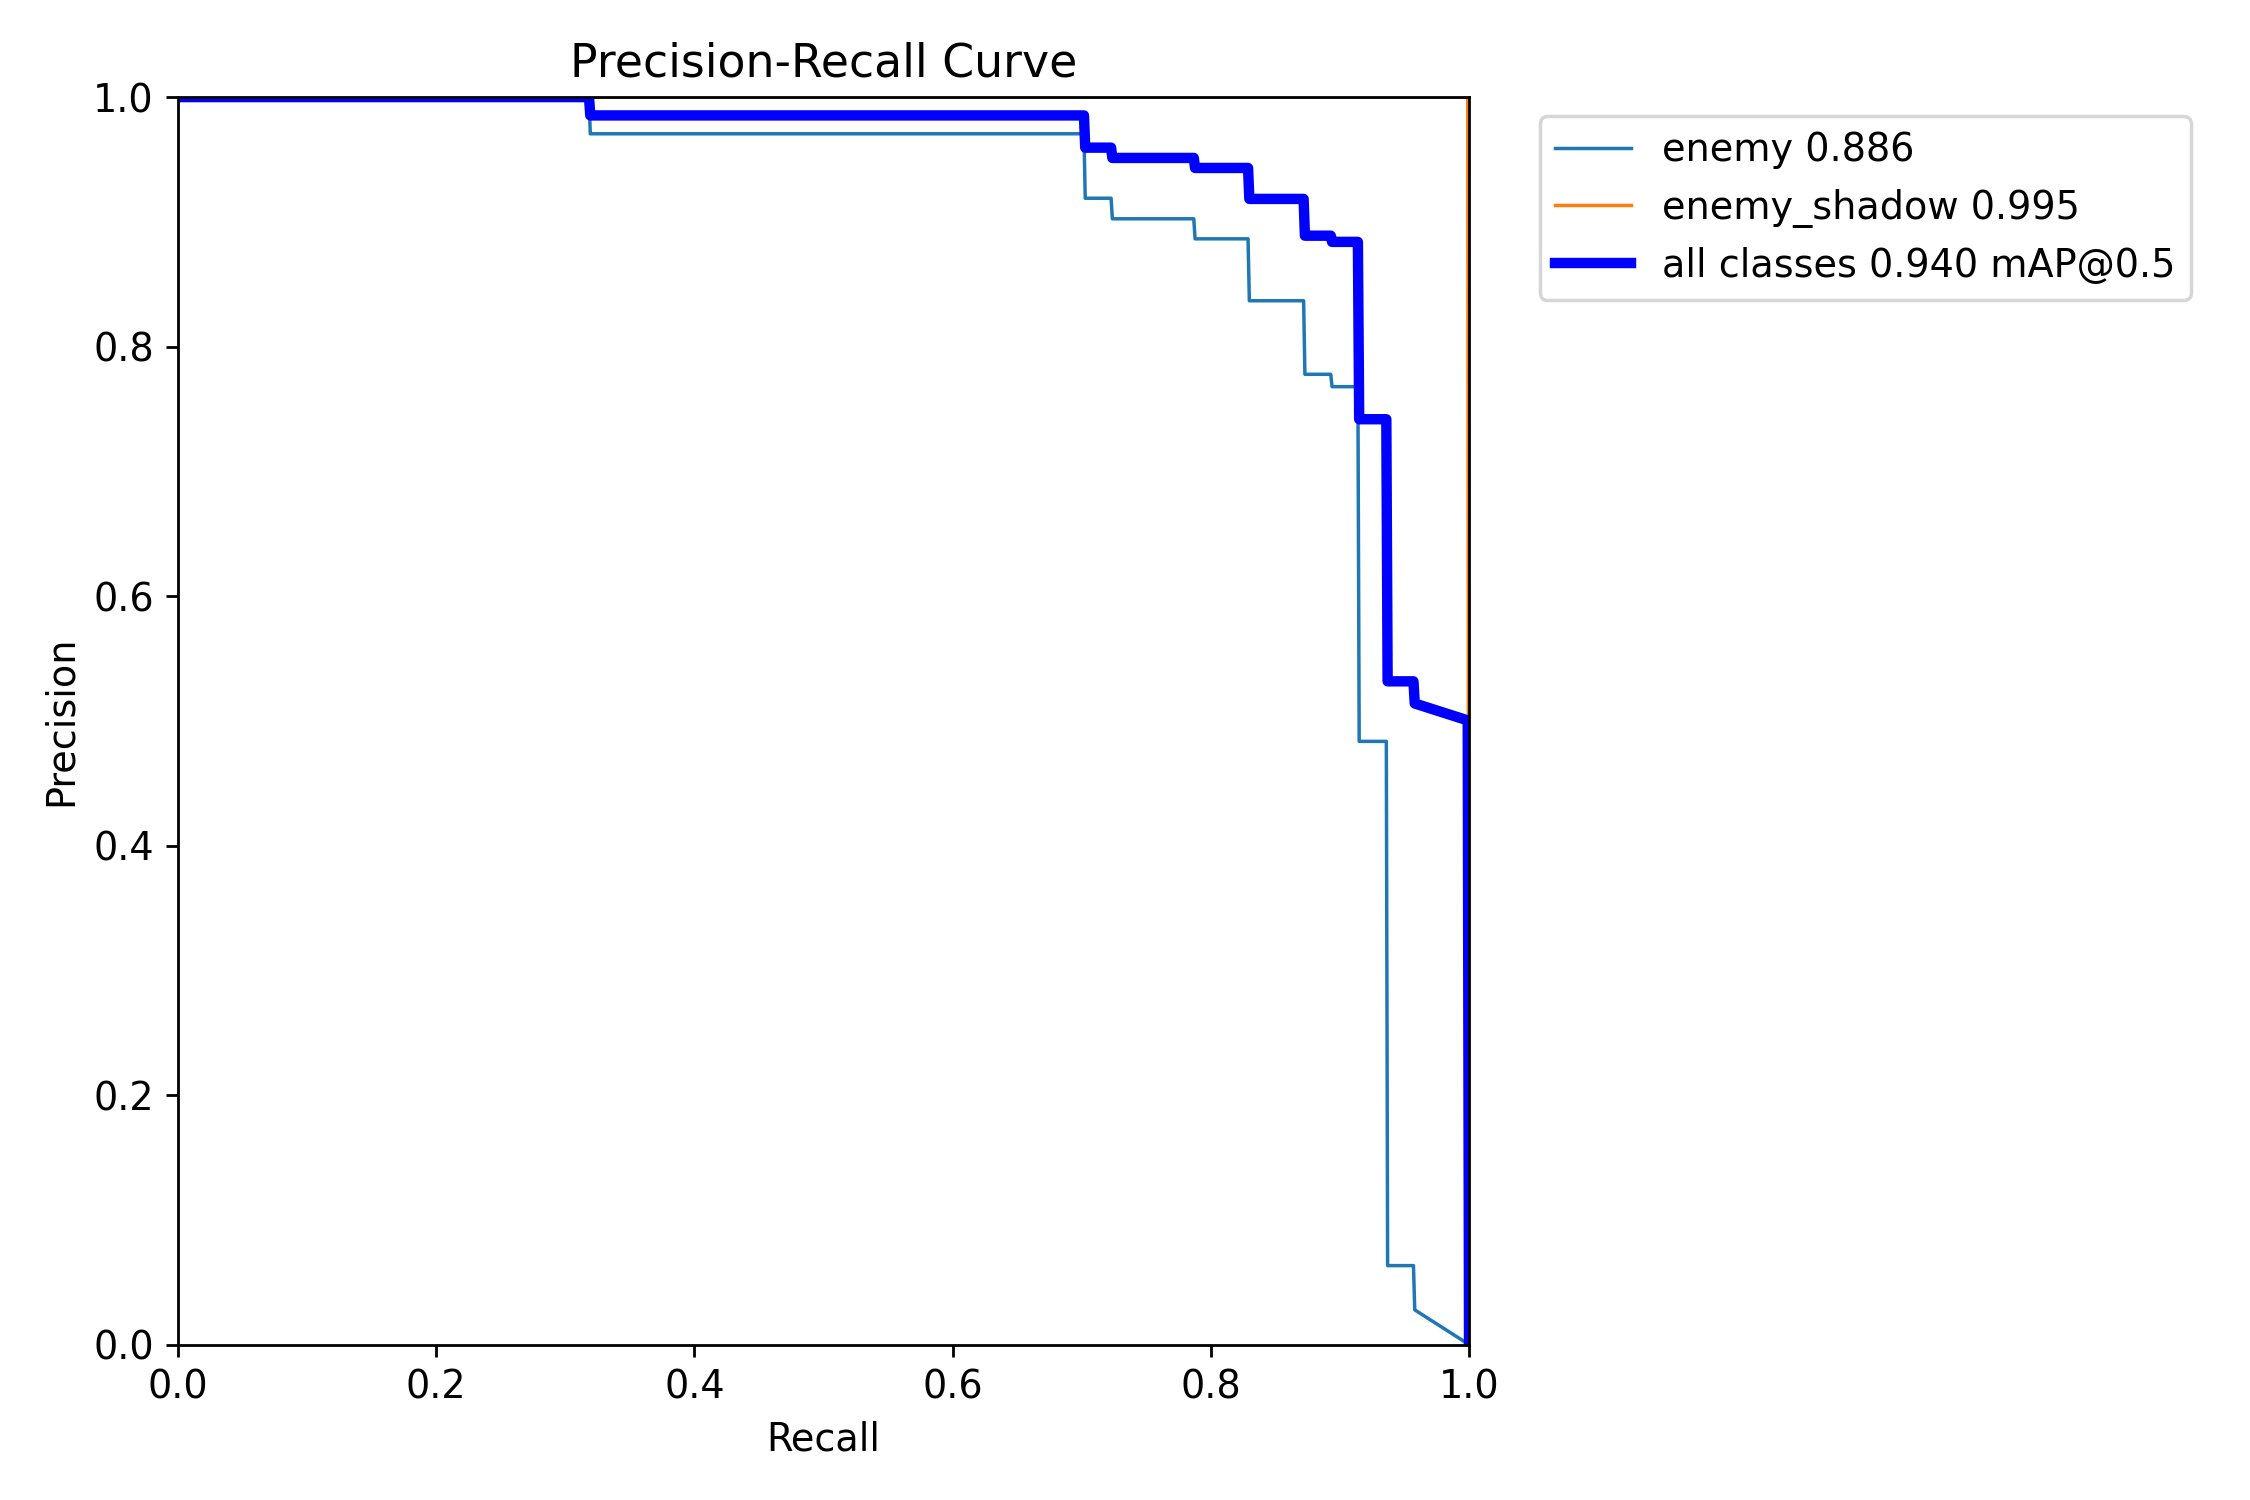 Precision-Recall Curve
1.0
0.8
0.6
0.4
0.2
0.0
Precision
0.0 0.2 0.4 0.6 0.8 1.0
Recall
enemy 0.886
enemy_shadow 0.995
all classes 0.940 mAP@0.5